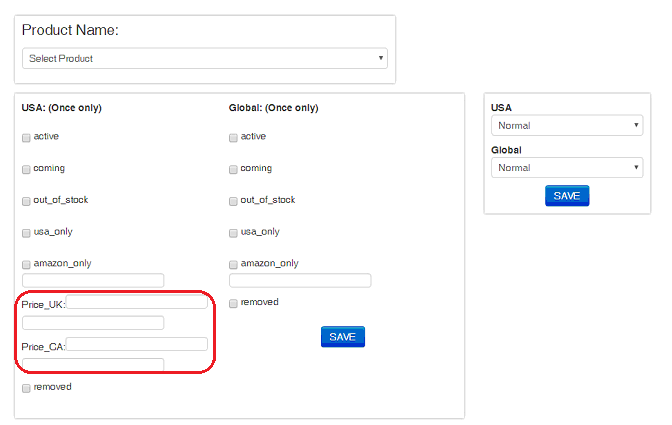 Product Name:
Select Product
USA: (Once only)
active
coming
out_of_stock
usa_only
amazon_only
Price_UK:
Price_CA:
removed
Global: (Once only)
active
coming
out_of_stock
usa_only
amazon_only
removed
SAVE
USA
Normal
Global
Normal
SAVE